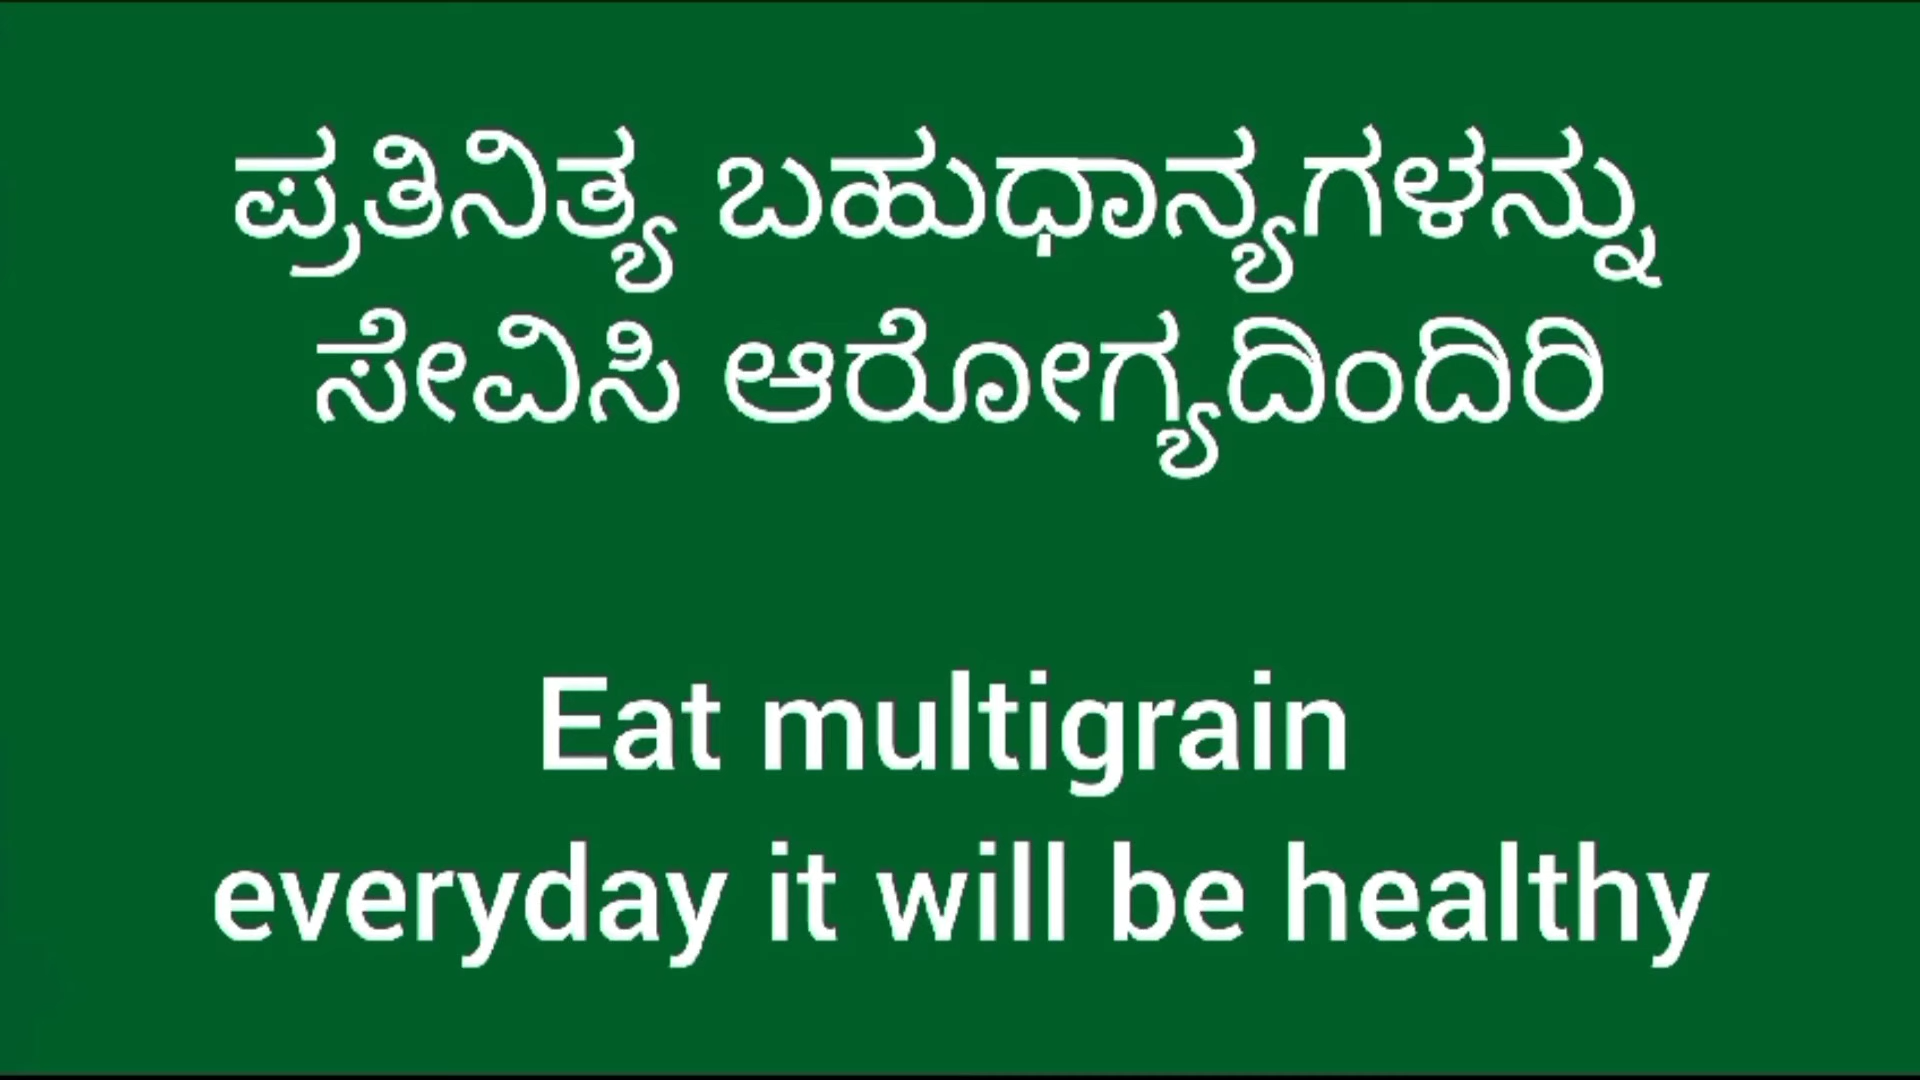 ಪ್ರತಿನಿತ್ಯ ಬಹುಧಾನ್ಯಗಳನ್ನು
ಸೇವಿಸಿ ಆರೋಗ್ಯದಿಂದಿರಿ
Eat multigrain
everyday it will be healthy